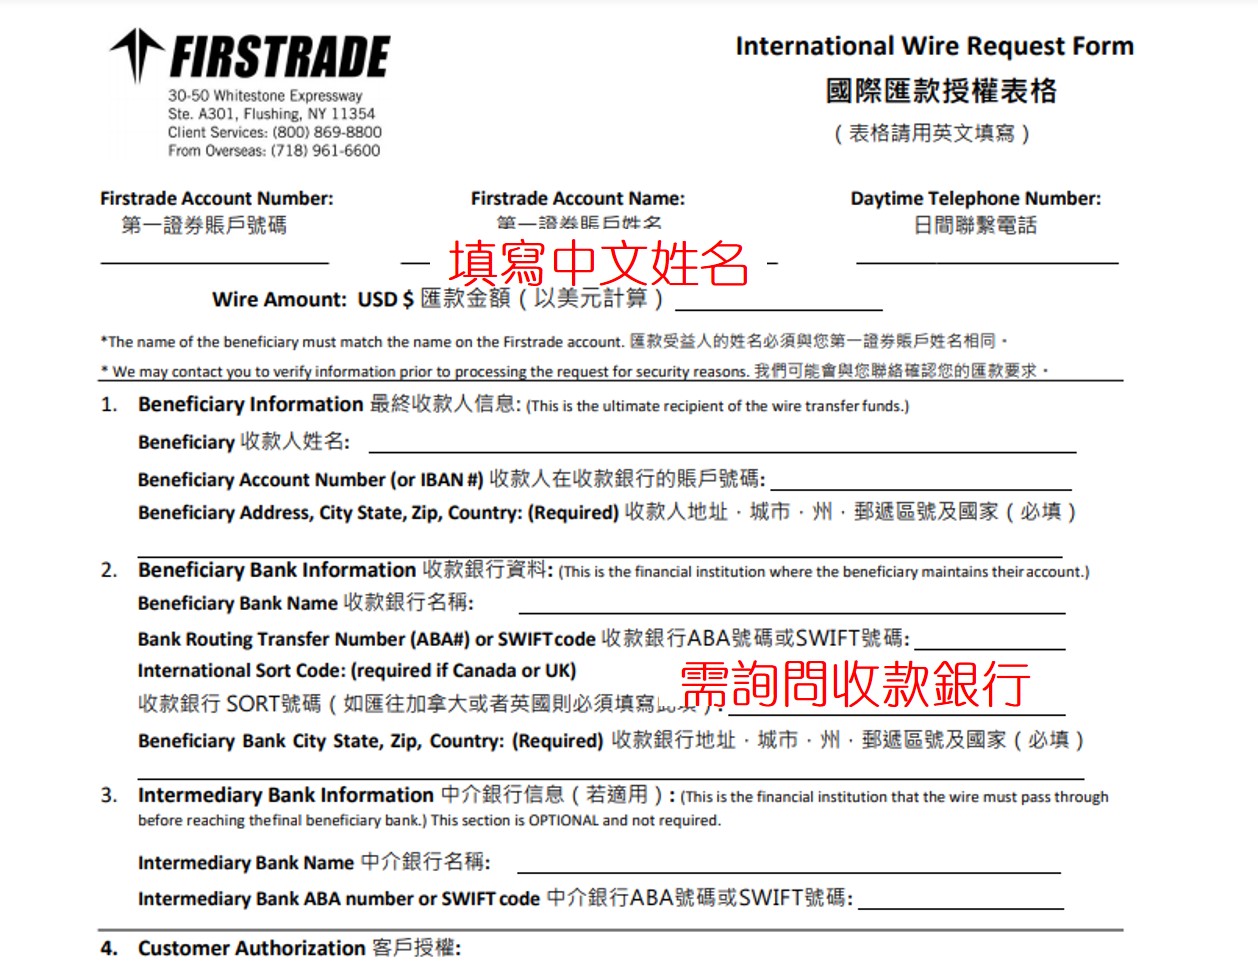 FIRSTRADE
30-50 Whitestone Expressway
Ste. A301, Flushing, NY 11354
Client Services: (800) 869-8800
From Overseas: (718) 961-6600
International Wire Request Form
國際匯款授權表格
（表格請用英文填寫）
Firstrade Account Number:
第一證券賬戶號碼
Firstrade Account Name:
第一證券賬戶姓名
填寫中文姓名
Daytime Telephone Number:
日間聯繫電話
Wire Amount: USD $ 匯款金額（以美元計算）
*The name of the beneficiary must match the name on the Firstrade account. 匯款受益人的姓名必須與您第一證券賬戶姓名相同。
* We may contact you to verify information prior to processing the request for security reasons. 我們可能會與您聯絡確認您的匯款要求。
1. Beneficiary Information 最終收款人信息: (This is the ultimate recipient of the wire transfer funds.)
Beneficiary 收款人姓名:
Beneficiary Account Number (or IBAN #) 收款人在收款銀行的賬戶號碼:
Beneficiary Address, City State, Zip, Country: (Required) 收款人地址，城市，州，郵遞區號及國家（必填）
2. Beneficiary Bank Information 收款銀行資料: (This is the financial institution where the beneficiary maintains their account.)
Beneficiary Bank Name 收款銀行名稱:
Bank Routing Transfer Number (ABA#) or SWIFT code 收款銀行ABA號碼或SWIFT號碼:
International Sort Code: (required if Canada or UK)
需詢問收款銀行
收款銀行 SORT號碼（如匯往加拿大或者英國則必須填寫此項）:
Beneficiary Bank City State, Zip, Country: (Required) 收款銀行地址，城市，州，郵遞區號及國家（必填）
3. Intermediary Bank Information 中介銀行信息（若適用）: (This is the financial institution that the wire must pass through
before reaching the final beneficiary bank.) This section is OPTIONAL and not required.
Intermediary Bank Name 中介銀行名稱:
Intermediary Bank ABA number or SWIFT code 中介銀行ABA號碼或SWIFT號碼:
4. Customer Authorization 客戶授權: